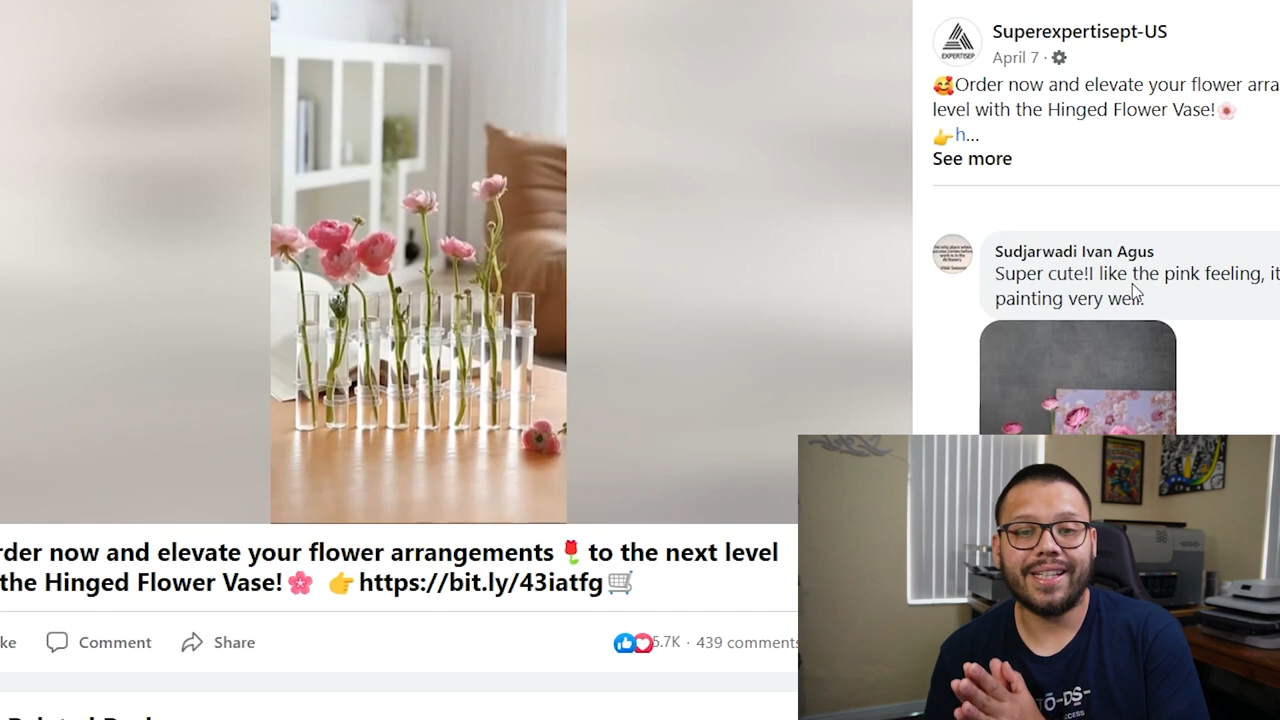 Superexpertisept-US
April 7 ·
🥰Order now and elevate your flower arra
level with the Hinged Flower Vase!🌸
👉h...
See more
EXPERTISEP
Sudjarwadi Ivan Agus
Super cute!I like the pink feeling, it
painting very well.
rder now and elevate your flower arrangements🌹to the next level
the Hinged Flower Vase!🌸 👉https://bit.ly/43iatfg🛒
ke
Comment
Share
5.7K · 439 comments